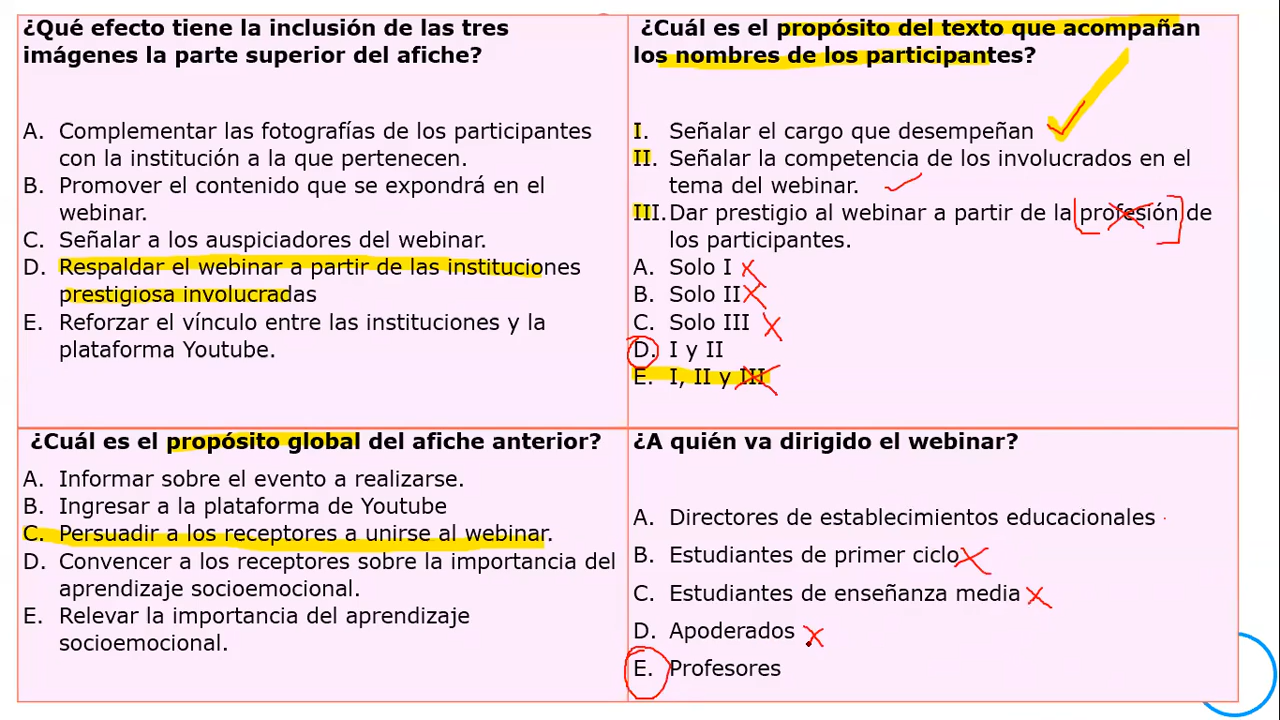 ¿Qué efecto tiene la inclusión de las tres
imágenes la parte superior del afiche?
A. Complementar las fotografías de los participantes
con la institución a la que pertenecen.
B. Promover el contenido que se expondrá en el
webinar.
C. Señalar a los auspiciadores del webinar.
D. Respaldar el webinar a partir de las instituciones
prestigiosa involucradas
E. Reforzar el vínculo entre las instituciones y la
plataforma Youtube.
¿Cuál es el propósito del texto que acompañan
los nombres de los participantes?
I. Señalar el cargo que desempeñan
II. Señalar la competencia de los involucrados en el
tema del webinar.
III. Dar prestigio al webinar a partir de la profesión de
los participantes.
A. Solo I
B. Solo II
C. Solo III
D. I y II
E. I, II y III
¿Cuál es el propósito global del afiche anterior?
A. Informar sobre el evento a realizarse.
B. Ingresar a la plataforma de Youtube
C. Persuadir a los receptores a unirse al webinar.
D. Convencer a los receptores sobre la importancia del
aprendizaje socioemocional.
E. Relevar la importancia del aprendizaje
socioemocional.
¿A quién va dirigido el webinar?
A. Directores de establecimientos educacionales
B. Estudiantes de primer ciclo
C. Estudiantes de enseñanza media
D. Apoderados
E. Profesores